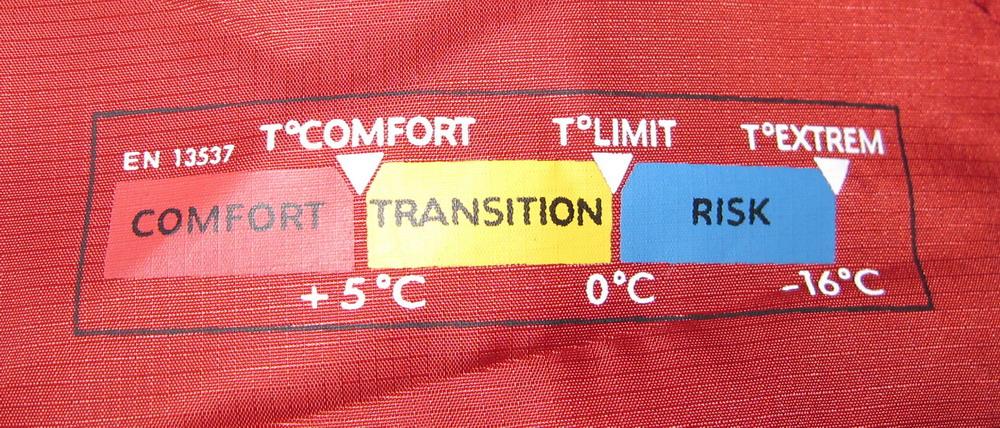 EN 13537 T°COMFORT T°LIMIT T°EXTREM
COMFORT TRANSITION RISK
+5°C 0°C -16°C